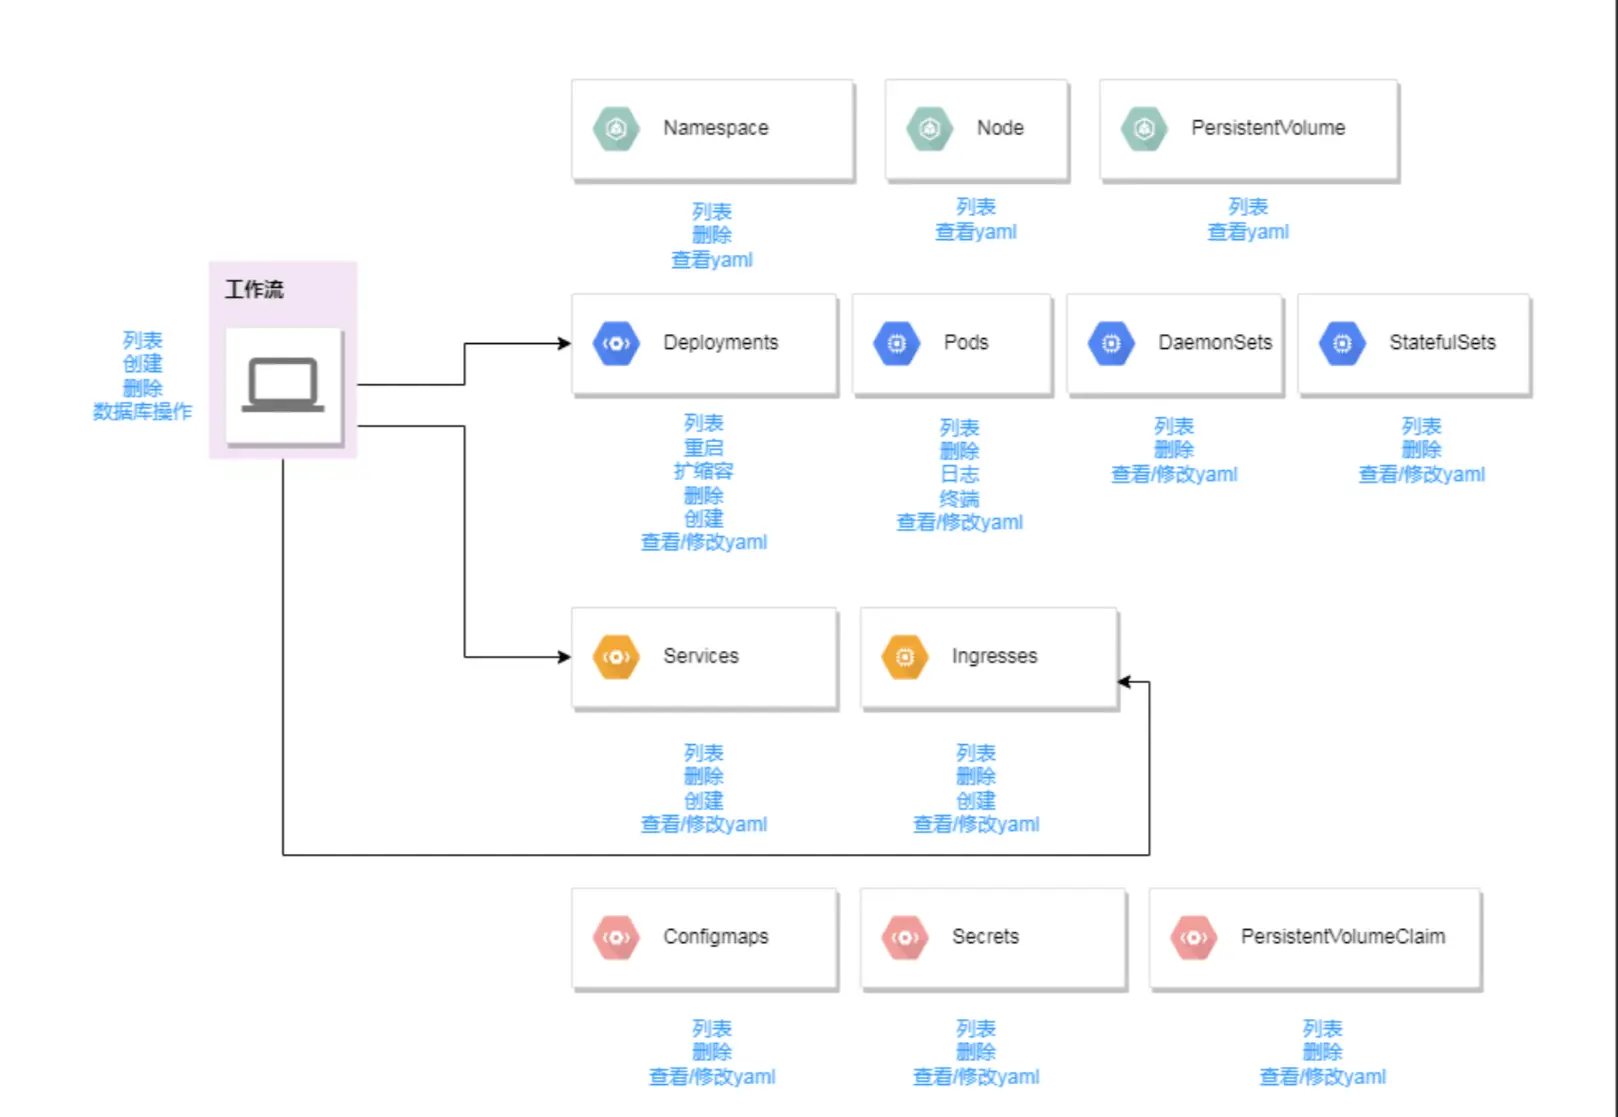 Namespace
Node
PersistentVolume
列表
删除
查看yaml
列表
查看yaml
列表
查看yaml
工作流
列表
创建
删除
数据库操作
Deployments
Pods
DaemonSets
StatefulSets
列表
重启
扩缩容
删除
创建
查看/修改yaml
列表
删除
日志
终端
查看/修改yaml
列表
删除
查看/修改yaml
列表
删除
查看/修改yaml
Services
Ingresses
列表
删除
创建
查看/修改yaml
列表
删除
创建
查看/修改yaml
Configmaps
Secrets
PersistentVolumeClaim
列表
删除
查看/修改yaml
列表
删除
查看/修改yaml
列表
删除
查看/修改yaml